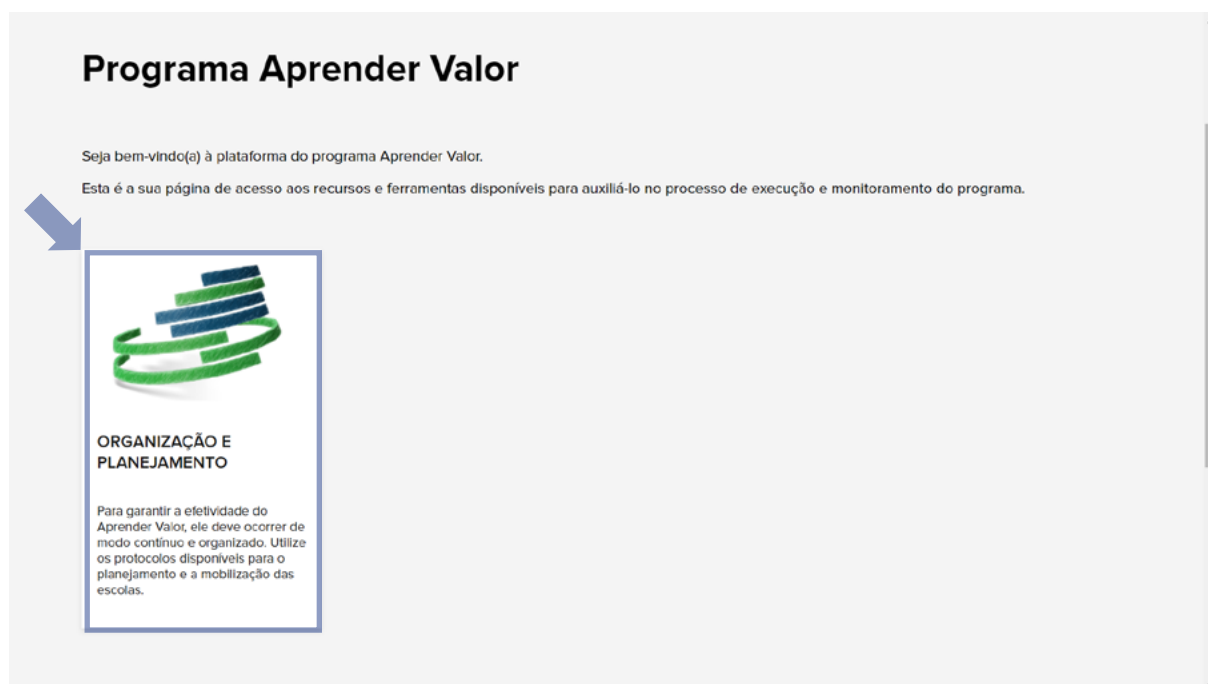 Programa Aprender Valor
Seja bem-vindo(a) à plataforma do programa Aprender Valor.
Esta é a sua página de acesso aos recursos e ferramentas disponíveis para auxiliá-lo no processo de execução e monitoramento do programa.
ORGANIZAÇÃO E
PLANEJAMENTO
Para garantir a efetividade do
Aprender Valor, ele deve ocorrer de
modo contínuo e organizado. Utilize
os protocolos disponíveis para o
planejamento e a mobilização das
escolas.